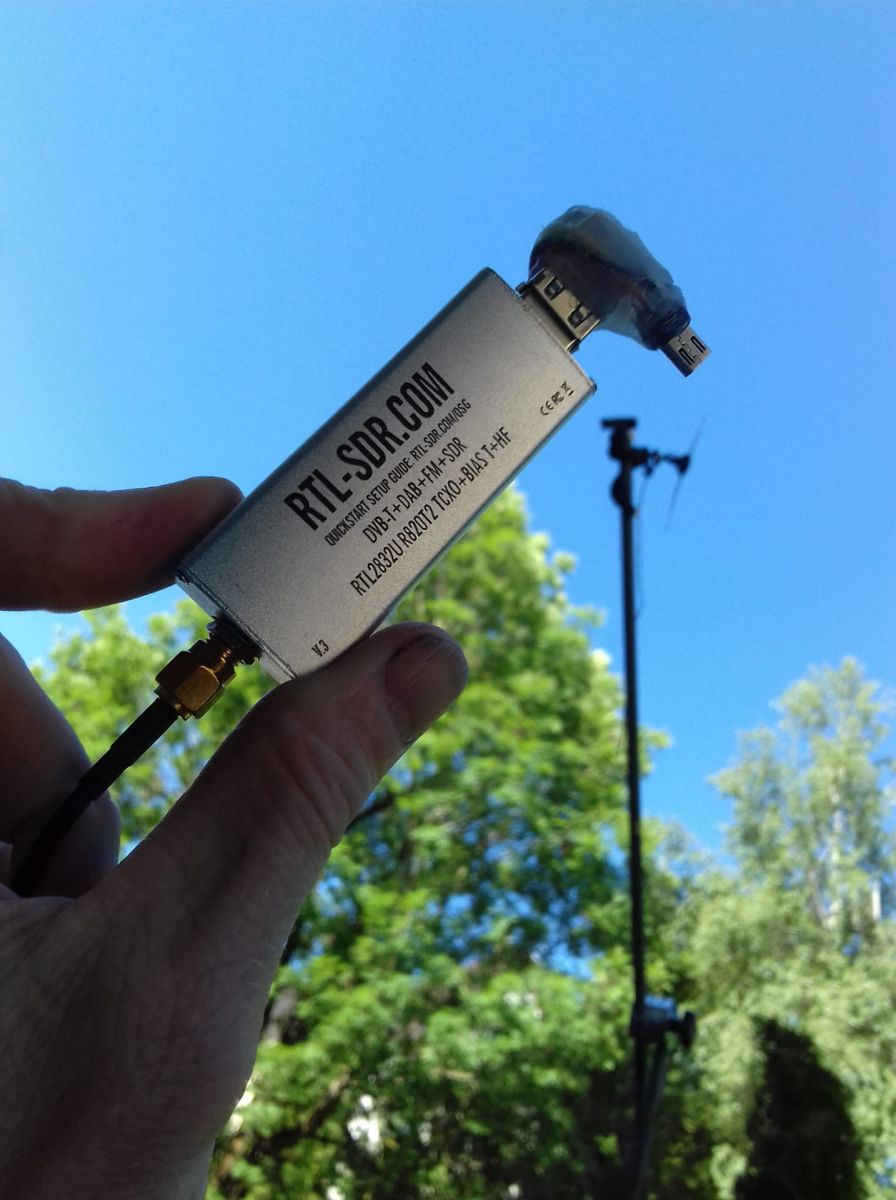 RTL-SDR.COM
QUICKSTART SETUP GUIDE: RTL-SDR.COM/QSG
DVB-T+DAB+FM+SDR
RTL2832U R820T2 TCXO+BIAS T+HF
V.3
CE FC